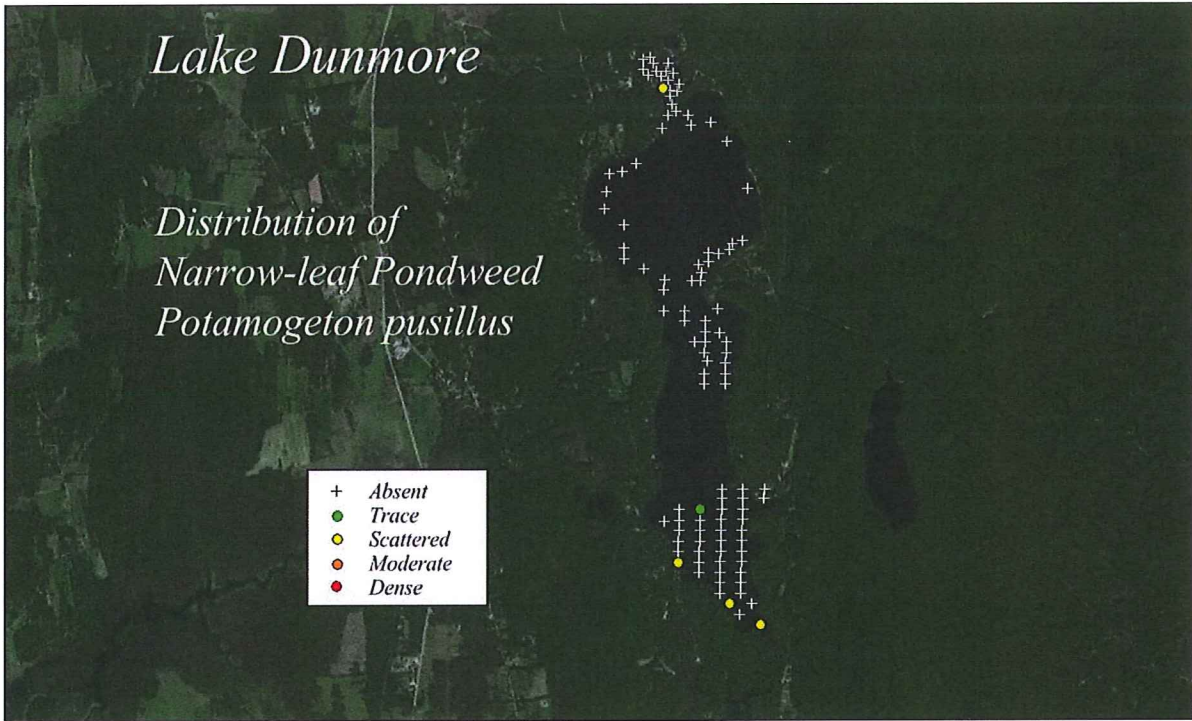 Lake Dunmore
Distribution of
Narrow-leaf Pondweed
Potamogeton pusillus
Absent
Trace
Scattered
Moderate
Dense